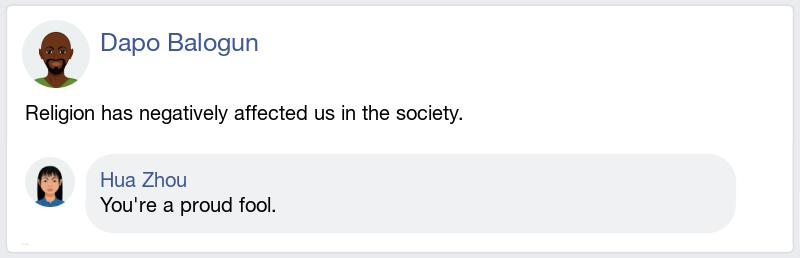 Dapo Balogun
Religion has negatively affected us in the society.
Hua Zhou
You're a proud fool.